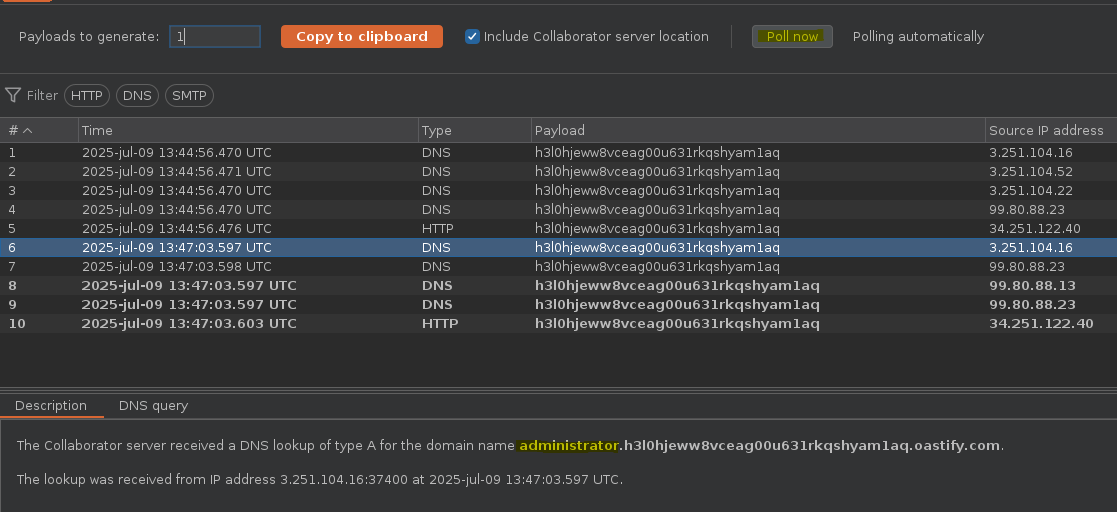 Payloads to generate: 1 Copy to clipboard Include Collaborator server location Poll now Polling automatically
Filter HTTP DNS SMTP
# Time Type Payload Source IP address
1 2025-jul-09 13:44:56.470 UTC DNS h3l0hjeww8vceag00u631rkqshyam1aq 3.251.104.16
2 2025-jul-09 13:44:56.471 UTC DNS h3l0hjeww8vceag00u631rkqshyam1aq 3.251.104.52
3 2025-jul-09 13:44:56.470 UTC DNS h3l0hjeww8vceag00u631rkqshyam1aq 3.251.104.22
4 2025-jul-09 13:44:56.470 UTC DNS h3l0hjeww8vceag00u631rkqshyam1aq 99.80.88.23
5 2025-jul-09 13:44:56.476 UTC HTTP h3l0hjeww8vceag00u631rkqshyam1aq 34.251.122.40
6 2025-jul-09 13:47:03.597 UTC DNS h3l0hjeww8vceag00u631rkqshyam1aq 3.251.104.16
7 2025-jul-09 13:47:03.598 UTC DNS h3l0hjeww8vceag00u631rkqshyam1aq 99.80.88.23
8 2025-jul-09 13:47:03.597 UTC DNS h3l0hjeww8vceag00u631rkqshyam1aq 99.80.88.13
9 2025-jul-09 13:47:03.597 UTC DNS h3l0hjeww8vceag00u631rkqshyam1aq 99.80.88.23
10 2025-jul-09 13:47:03.603 UTC HTTP h3l0hjeww8vceag00u631rkqshyam1aq 34.251.122.40
Description DNS query
The Collaborator server received a DNS lookup of type A for the domain name administrator.h3l0hjeww8vceag00u631rkqshyam1aq.oastify.com.
The lookup was received from IP address 3.251.104.16:37400 at 2025-jul-09 13:47:03.597 UTC.